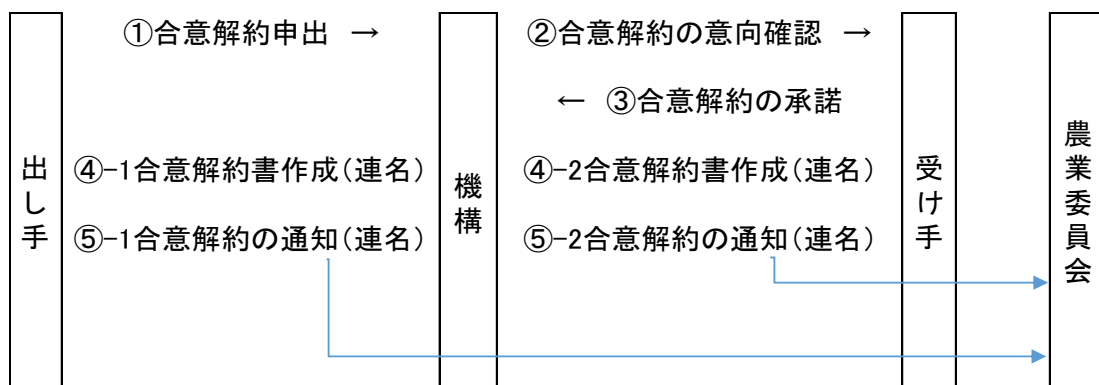 ①合意解約申出 →
②合意解約の意向確認 →
← ③合意解約の承諾
出し手
④-1合意解約書作成(連名)
機構
④-2合意解約書作成(連名)
受け手
農業委員会
⑤-1合意解約の通知(連名)
⑤-2合意解約の通知(連名)